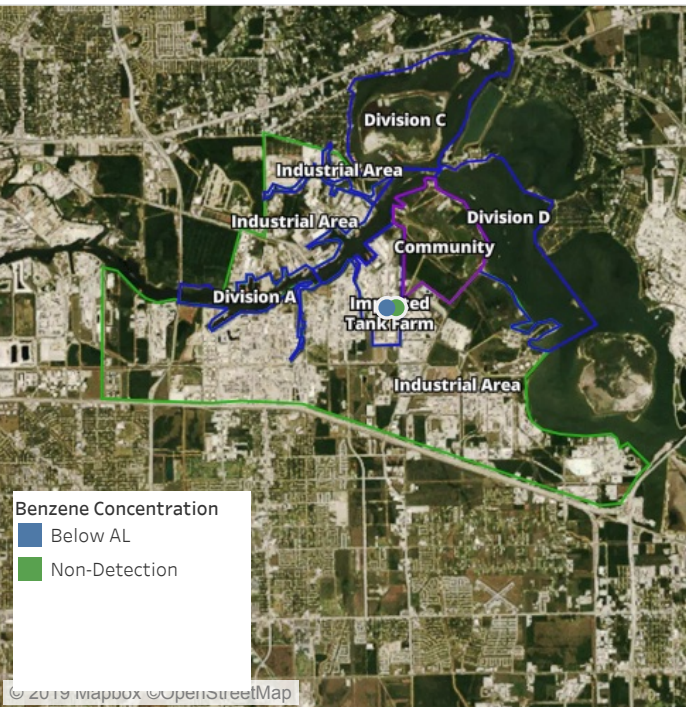 Division C
Industrial Area
Industrial Area
Division D
Community
Division A
Tank Farm
Industrial Area
Benzene Concentration
Below AL
Non-Detection
© 2019 Mapbox ©OpenStreetMap